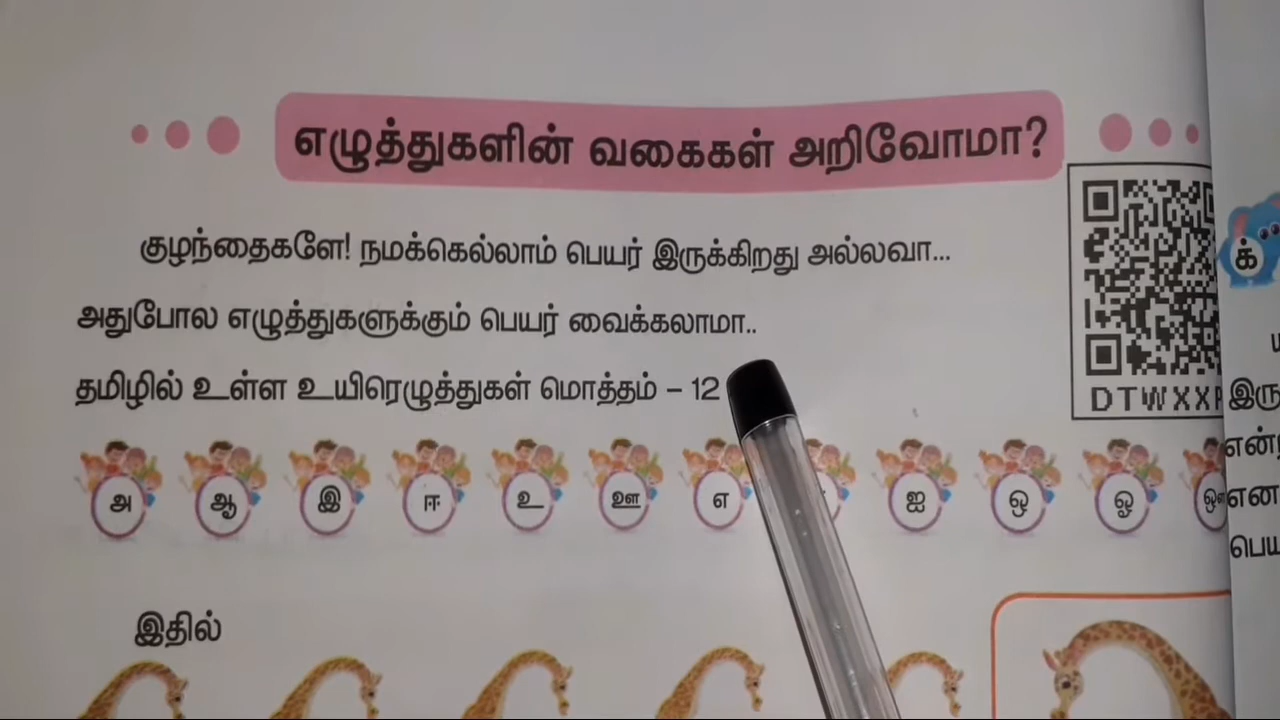 எழுத்துகளின் வகைகள் அறிவோமா?
குழந்தைகளே! நமக்கெல்லாம் பெயர் இருக்கிறது அல்லவா...
அதுபோல எழுத்துகளுக்கும் பெயர் வைக்கலாமா..
தமிழில் உள்ள உயிரெழுத்துகள் மொத்தம் – 12
அ ஆ இ ஈ உ ஊ எ ஐ ஒ ஓ
இதில்
க்